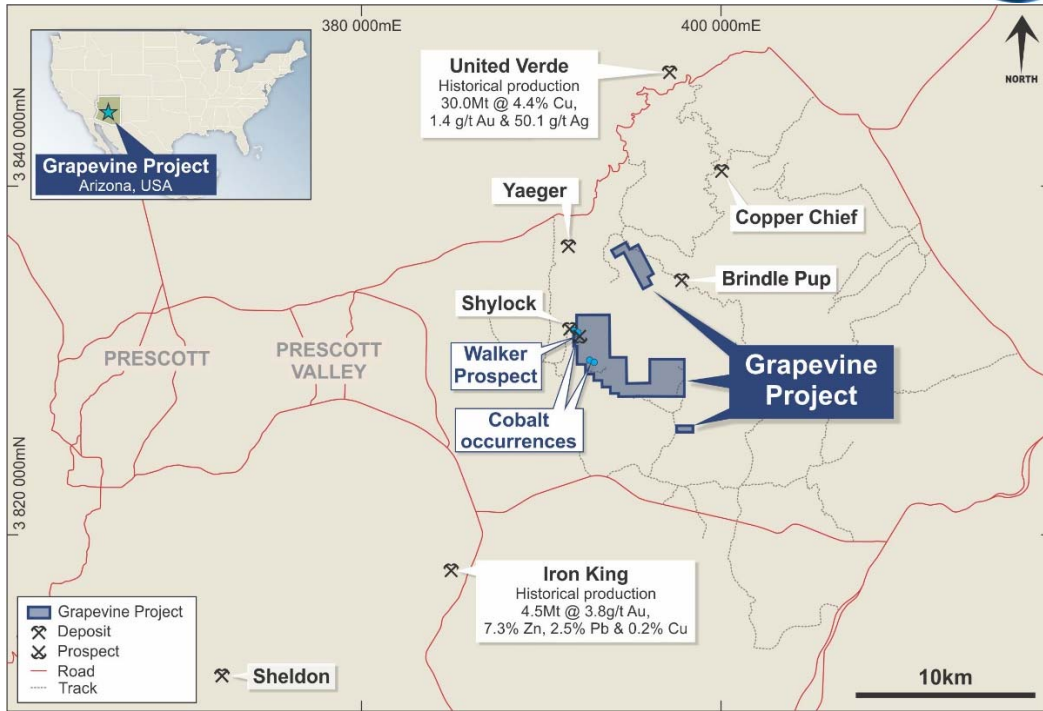 380 000mE
400 000mE
NORTH
3 840 000mN
3 820 000mN
Grapevine Project
Arizona, USA
United Verde
Historical production
30.0Mt @ 4.4% Cu,
1.4 g/t Au & 50.1 g/t Ag
Yaeger
Copper Chief
Brindle Pup
Shylock
Walker
Prospect
Cobalt
occurrences
Grapevine
Project
PRESCOTT
PRESCOTT
VALLEY
Iron King
Historical production
4.5Mt @ 3.8g/t Au,
7.3% Zn, 2.5% Pb & 0.2% Cu
Sheldon
Grapevine Project
Deposit
Prospect
Road
Track
10km